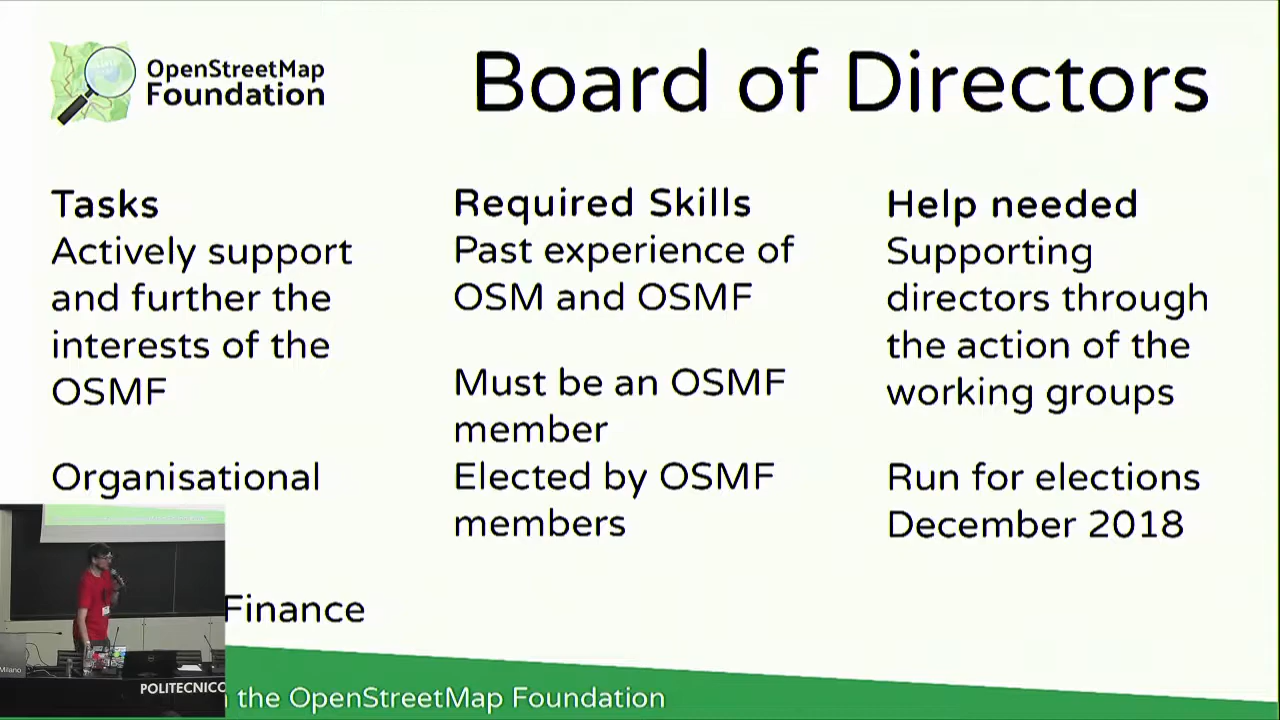 OpenStreetMap
Foundation
Board of Directors
Tasks
Actively support
and further the
interests of the
OSMF
Organisational
Finance
Required Skills
Past experience of
OSM and OSMF
Must be an OSMF
member
Elected by OSMF
members
Help needed
Supporting
directors through
the action of the
working groups
Run for elections
December 2018
Milano
POLITECNICO
the OpenStreetMap Foundation